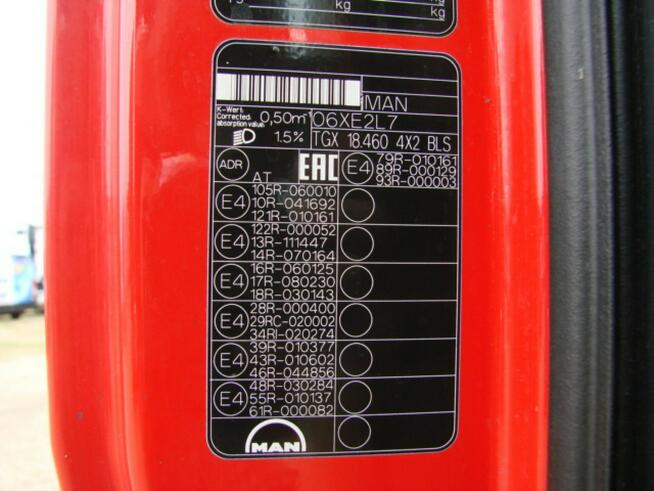 kg
kg
MAN
K-Wert:
Corrected
absorption value:
0,50m⁻¹
06XE2L7
1.5%
TGX 18.460 4X2 BLS
ADR
AT
EAC
E4
79R-010161
89R-000129
93R-000003
E4
105R-060010
10R-041692
121R-010161
E4
122R-000052
13R-111447
14R-070164
E4
16R-060125
17R-080230
18R-030143
E4
28R-000400
29RC-020002
34RI-020274
E4
39R-010377
43R-010602
46R-044856
E4
48R-030284
55R-010137
61R-000082
MAN